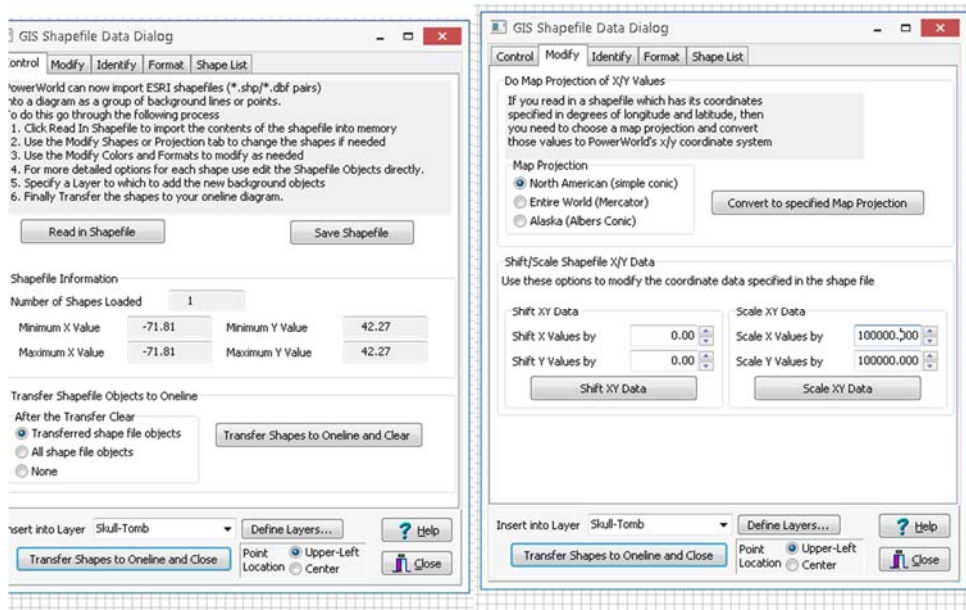 GIS Shapefile Data Dialog
ontrol Modify Identify Format Shape List
PowerWorld can now import ESRI shapefiles (*.shp/*.dbf pairs)
nto a diagram as a group of background lines or points.
To do this go through the following process
1. Click Read In Shapefile to import the contents of the shapefile into memory
2. Use the Modify Shapes or Projection tab to change the shapes if needed
3. Use the Modify Colors and Formats to modify as needed
4. For more detailed options for each shape use edit the Shapefile Objects directly.
5. Specify a Layer to which to add the new background objects
6. Finally Transfer the shapes to your oneline diagram.
Read in Shapefile Save Shapefile
Shapefile Information
Number of Shapes Loaded 1
Minimum X Value -71.81 Minimum Y Value 42.27
Maximum X Value -71.81 Maximum Y Value 42.27
Transfer Shapefile Objects to Oneline
After the Transfer Clear
Transferred shape file objects
Transfer Shapes to Oneline and Clear
All shape file objects
None
nsert into Layer Skull-Tomb Define Layers... ? Help
Transfer Shapes to Oneline and Close
Point Location Upper-Left
Center
Close
GIS Shapefile Data Dialog
Control Modify Identify Format Shape List
Do Map Projection of X/Y Values
If you read in a shapefile which has its coordinates
specified in degrees of longitude and latitude, then
you need to choose a map projection and convert
those values to PowerWorld's x/y coordinate system
Map Projection
North American (simple conic)
Entire World (Mercator)
Alaska (Albers Conic)
Convert to specified Map Projection
Shift/Scale Shapefile X/Y Data
Use these options to modify the coordinate data specified in the shape file
Shift XY Data Scale XY Data
Shift X Values by 0.00 Scale X Values by 100000.000
Shift Y Values by 0.00 Scale Y Values by 100000.000
Shift XY Data Scale XY Data
Insert into Layer Skull-Tomb Define Layers... ? Help
Transfer Shapes to Oneline and Close
Point Location Upper-Left
Center
Close